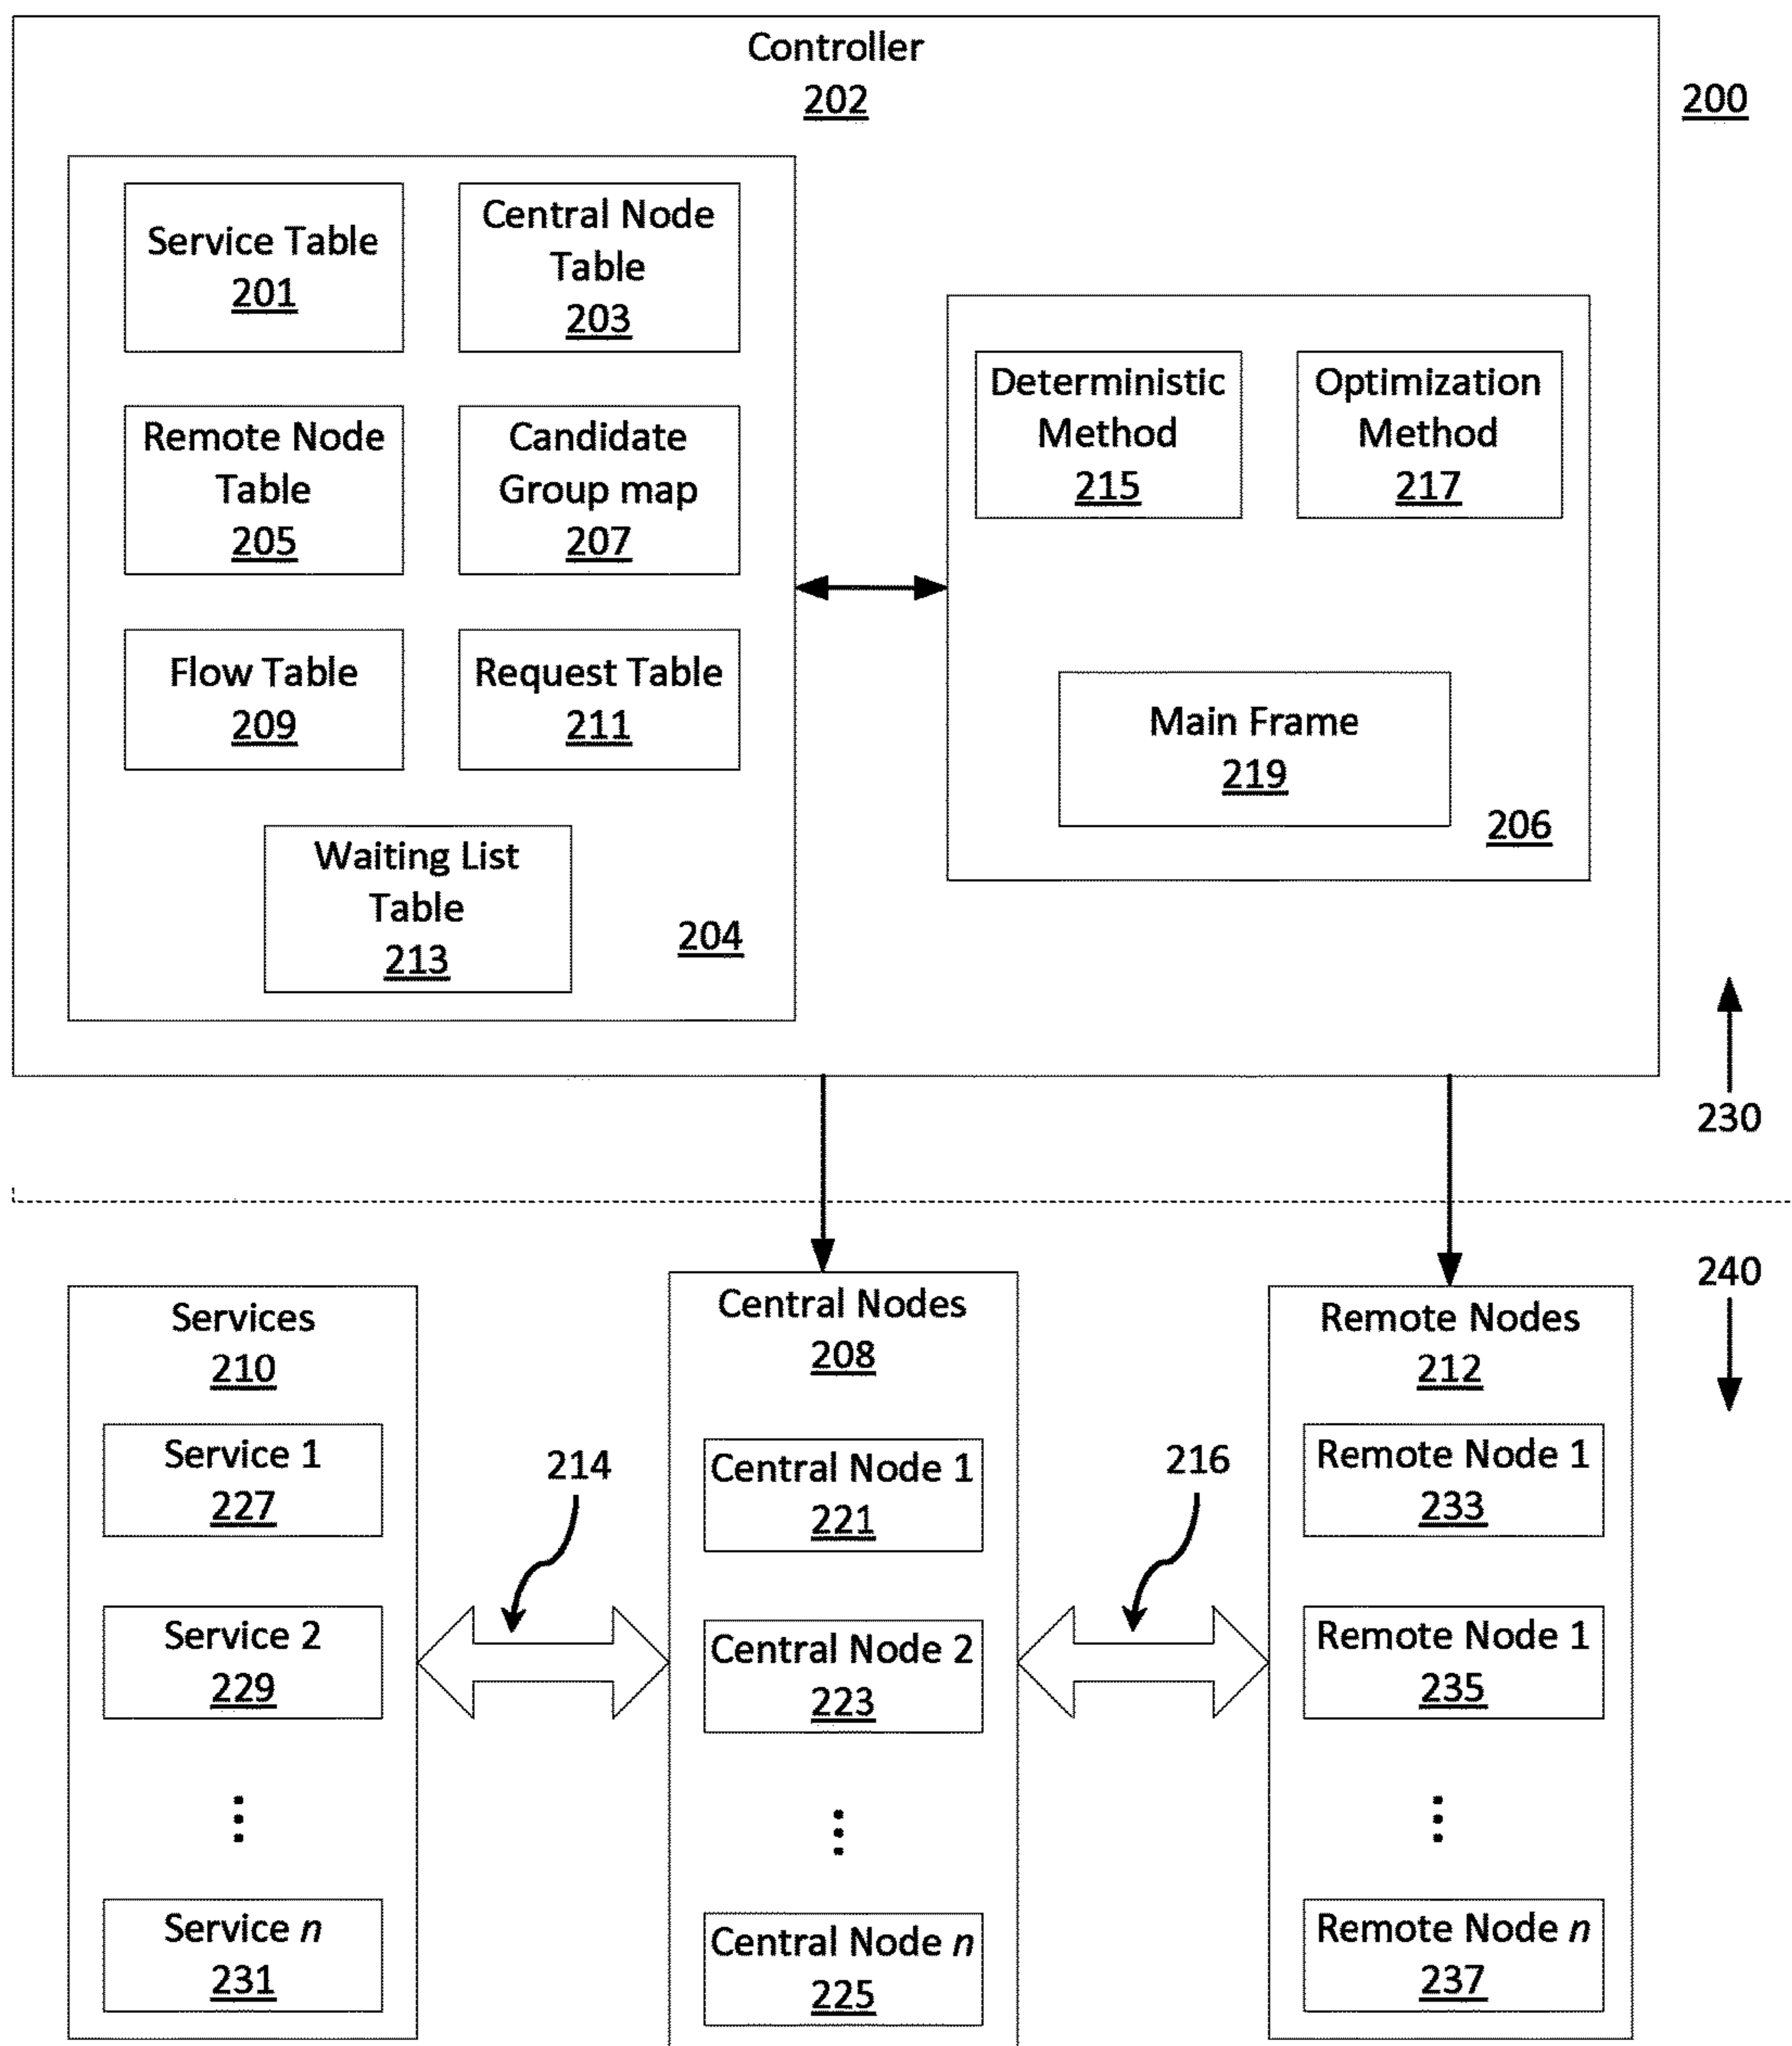 Controller
202
200
Service Table
201
Central Node
Table
203
Remote Node
Table
205
Candidate
Group map
207
Flow Table
209
Request Table
211
Waiting List
Table
213
204
Deterministic
Method
215
Optimization
Method
217
Main Frame
219
206
230
240
Services
210
Service 1
227
Service 2
229
Service n
231
214
Central Nodes
208
Central Node 1
221
Central Node 2
223
Central Node n
225
216
Remote Nodes
212
Remote Node 1
233
Remote Node 1
235
Remote Node n
237